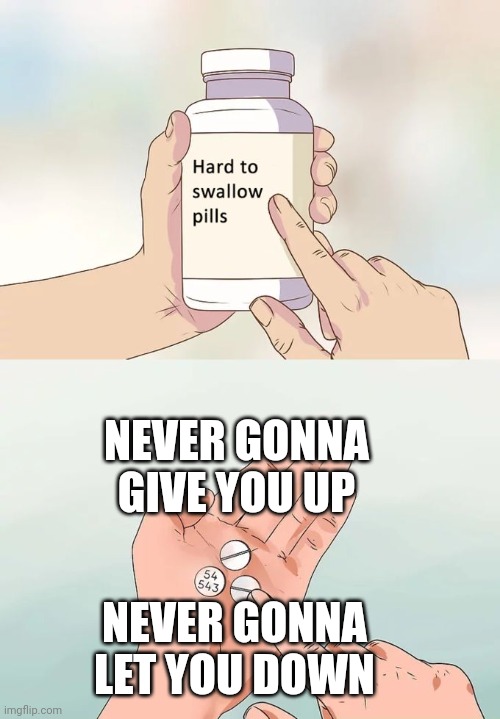 Hard to
swallow
pills
NEVER GONNA
GIVE YOU UP
54
543
NEVER GONNA
LET YOU DOWN
imgflip.com